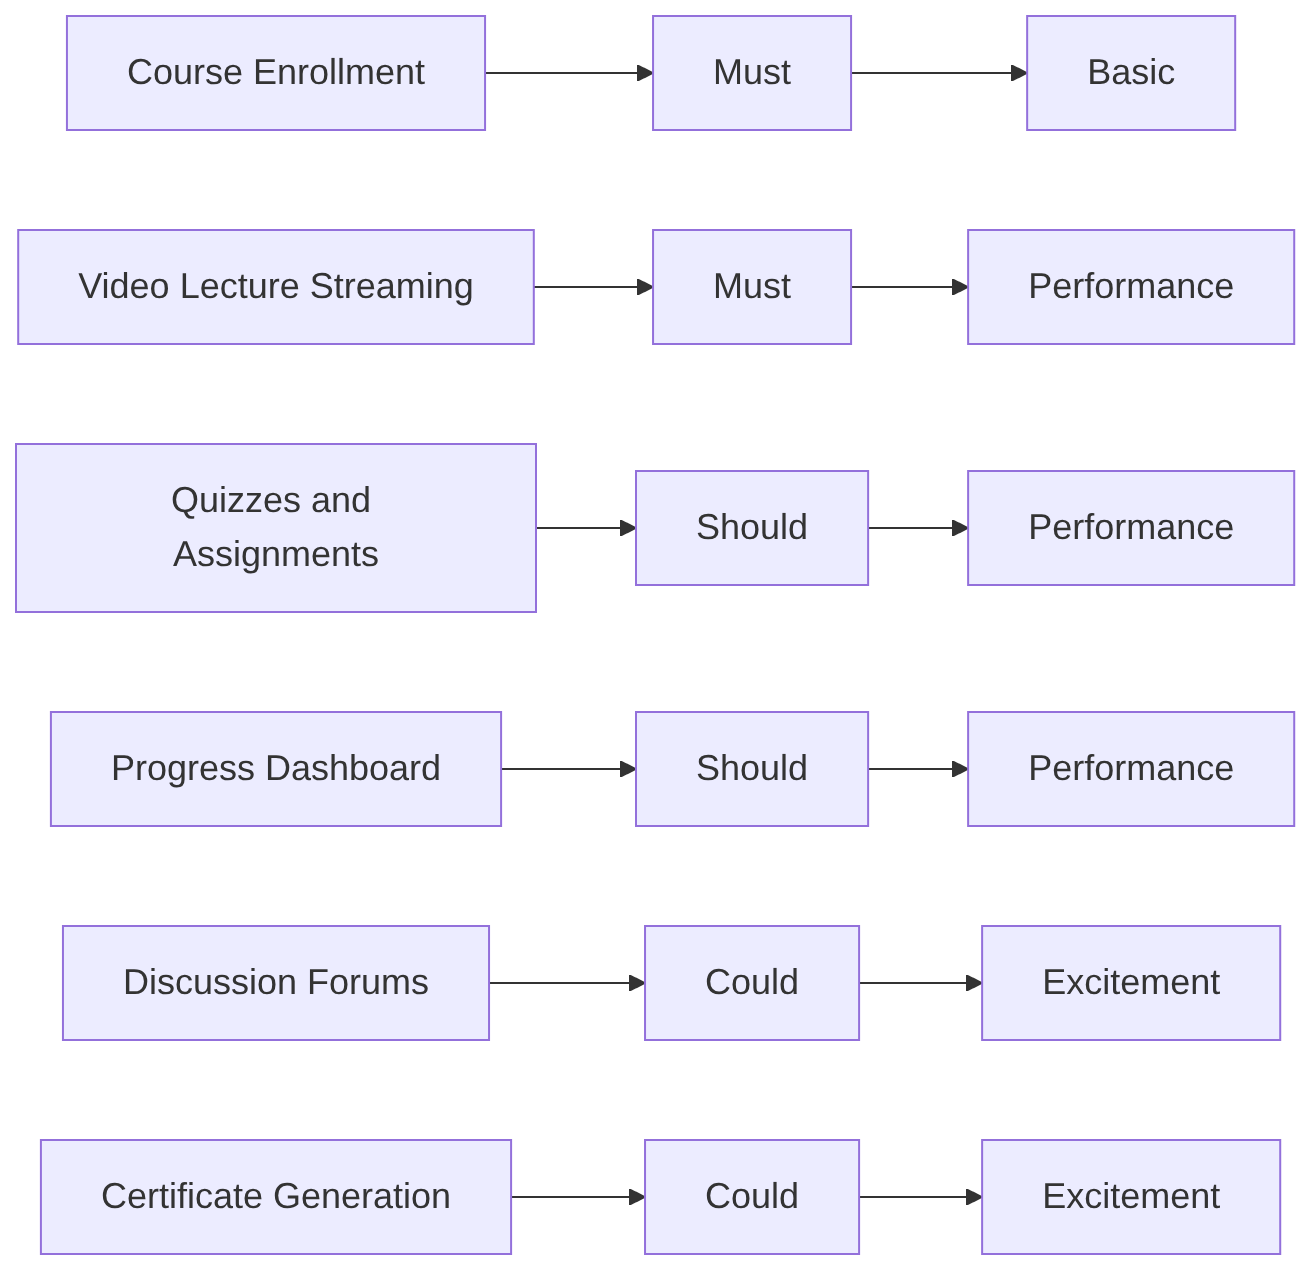 Course Enrollment
Must
Basic
Video Lecture Streaming
Must
Performance
Quizzes and
Assignments
Should
Performance
Progress Dashboard
Should
Performance
Discussion Forums
Could
Excitement
Certificate Generation
Could
Excitement